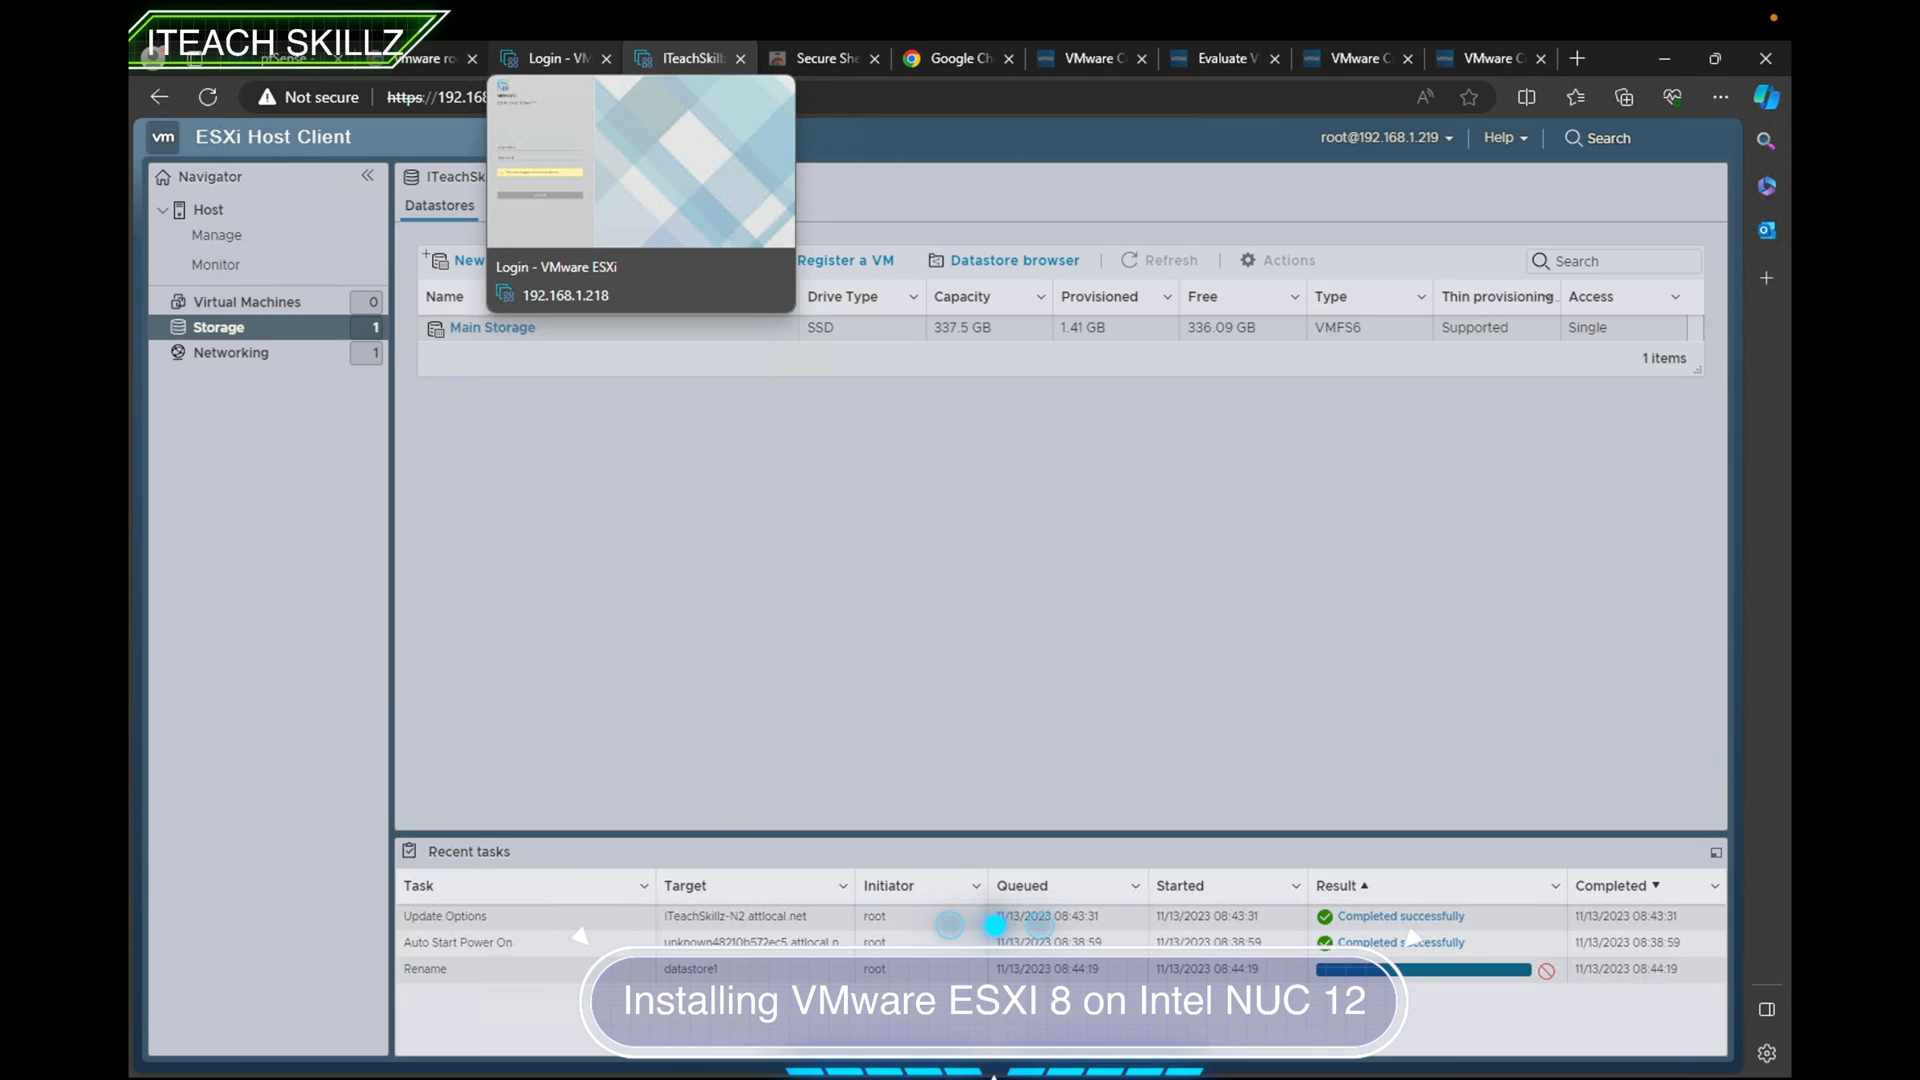 ITEACH SKILLZ
vmware ro
Login - VM
ITeachSkill
Secure She
Google Ch
VMware C
Evaluate V
VMware C
VMware C
Not secure
https://192.168
vm ESXi Host Client
root@192.168.1.219
Help
Search
Navigator
Host
Manage
Monitor
Virtual Machines 0
Storage 1
Networking 1
ITeachSk
Datastores
Login - VMware ESXi
192.168.1.218
New
Register a VM
Datastore browser
Refresh
Actions
Search
Name Drive Type Capacity Provisioned Free Type Thin provisioning... Access
Main Storage SSD 337.5 GB 1.41 GB 336.09 GB VMFS6 Supported Single
1 items
Recent tasks
Task Target Initiator Queued Started Result Completed
Update Options ITeachSkillz-N2.attlocal.net root 11/13/2023 08:43:31 11/13/2023 08:43:31 Completed successfully 11/13/2023 08:43:31
Auto Start Power On unknown48210b572ec5.attlocal.n root 11/13/2023 08:38:59 11/13/2023 08:38:59 Completed successfully 11/13/2023 08:38:59
Rename datastore1 root 11/13/2023 08:44:19 11/13/2023 08:44:19 11/13/2023 08:44:19
Installing VMware ESXI 8 on Intel NUC 12